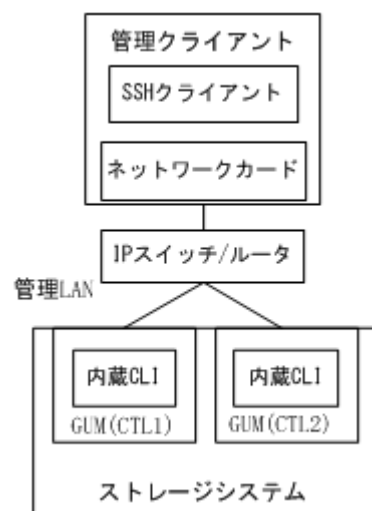 管理クライアント
SSHクライアント
ネットワークカード
IPスイッチ/ルータ
管理LAN
内蔵CLI
内蔵CLI
GUM(CTL1)
GUM(CTL2)
ストレージシステム